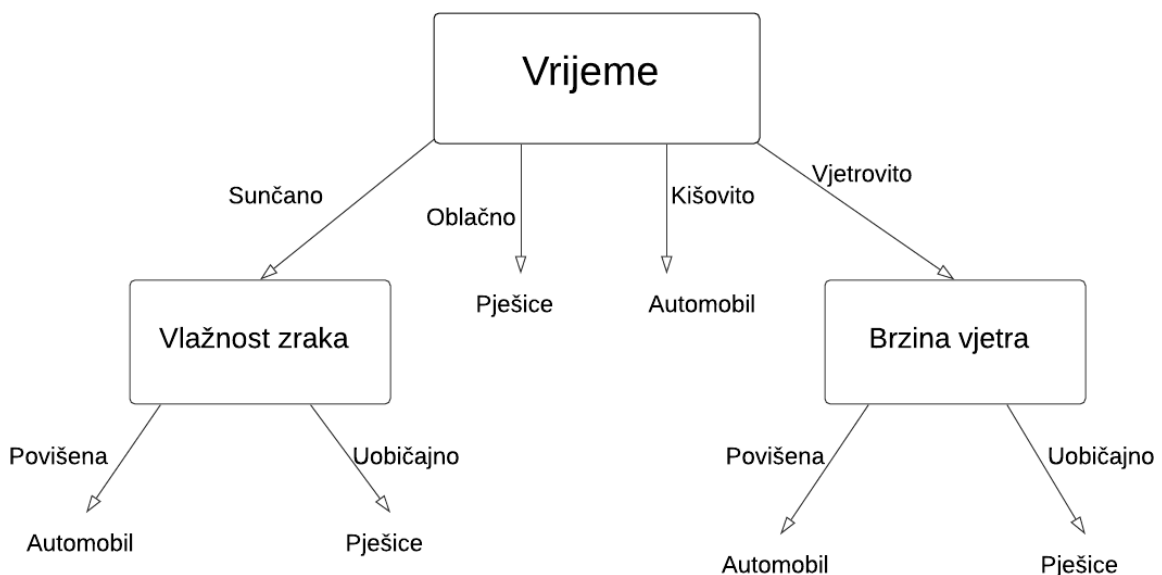 Vrijeme
Sunčano
Oblačno
Kišovito
Vjetrovito
Vlažnost zraka
Pješice
Automobil
Brzina vjetra
Povišena
Uobičajno
Povišena
Uobičajno
Automobil
Pješice
Automobil
Pješice